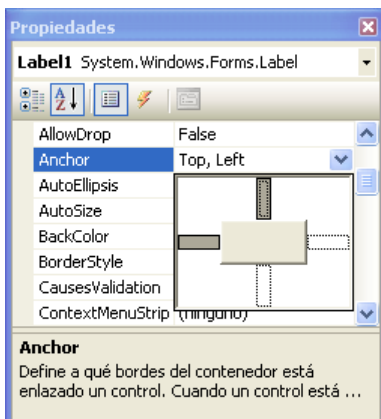 Propiedades
Label1 System.Windows.Forms.Label
A
Z
AllowDrop False
Anchor Top, Left
AutoEllipsis
AutoSize
BackColor
BorderStyle
CausesValidation
ContextMenuStrip (ninguno)
Anchor
Define a qué bordes del contenedor está
enlazado un control. Cuando un control está ...